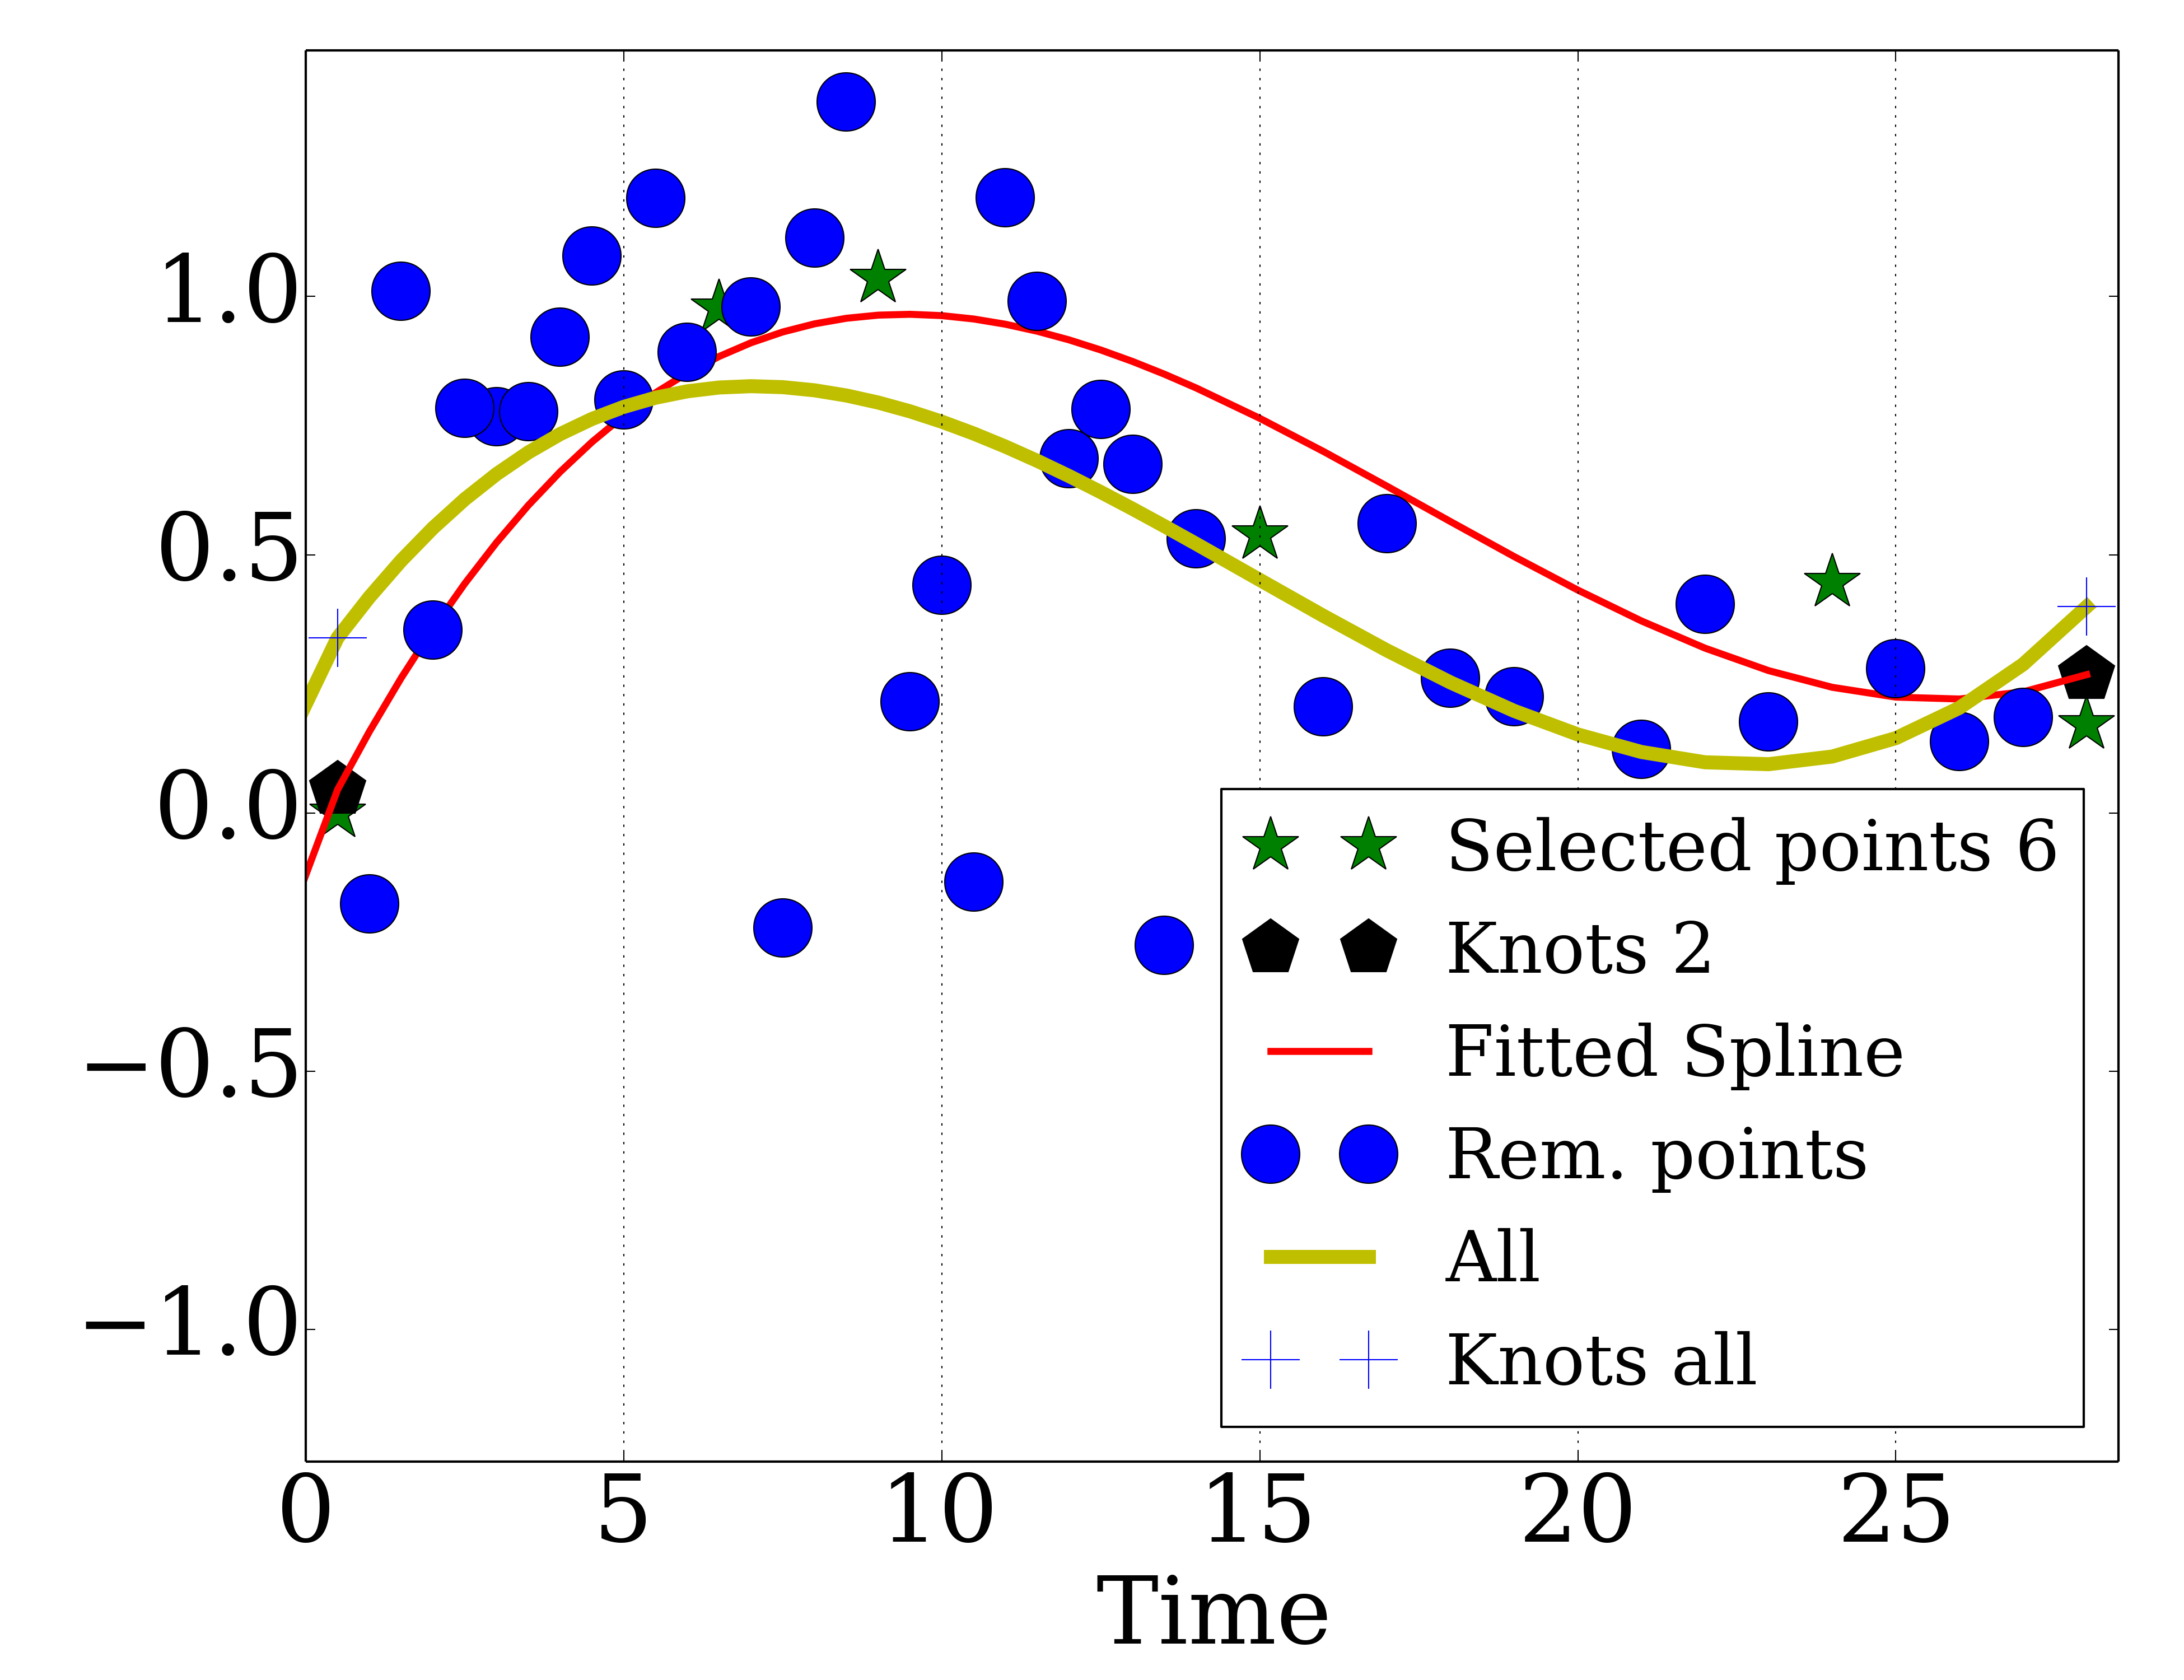 1.0
0.5
0.0
−0.5
−1.0
0 5 10 15 20 25
Time
Selected points 6
Knots 2
Fitted Spline
Rem. points
All
Knots all